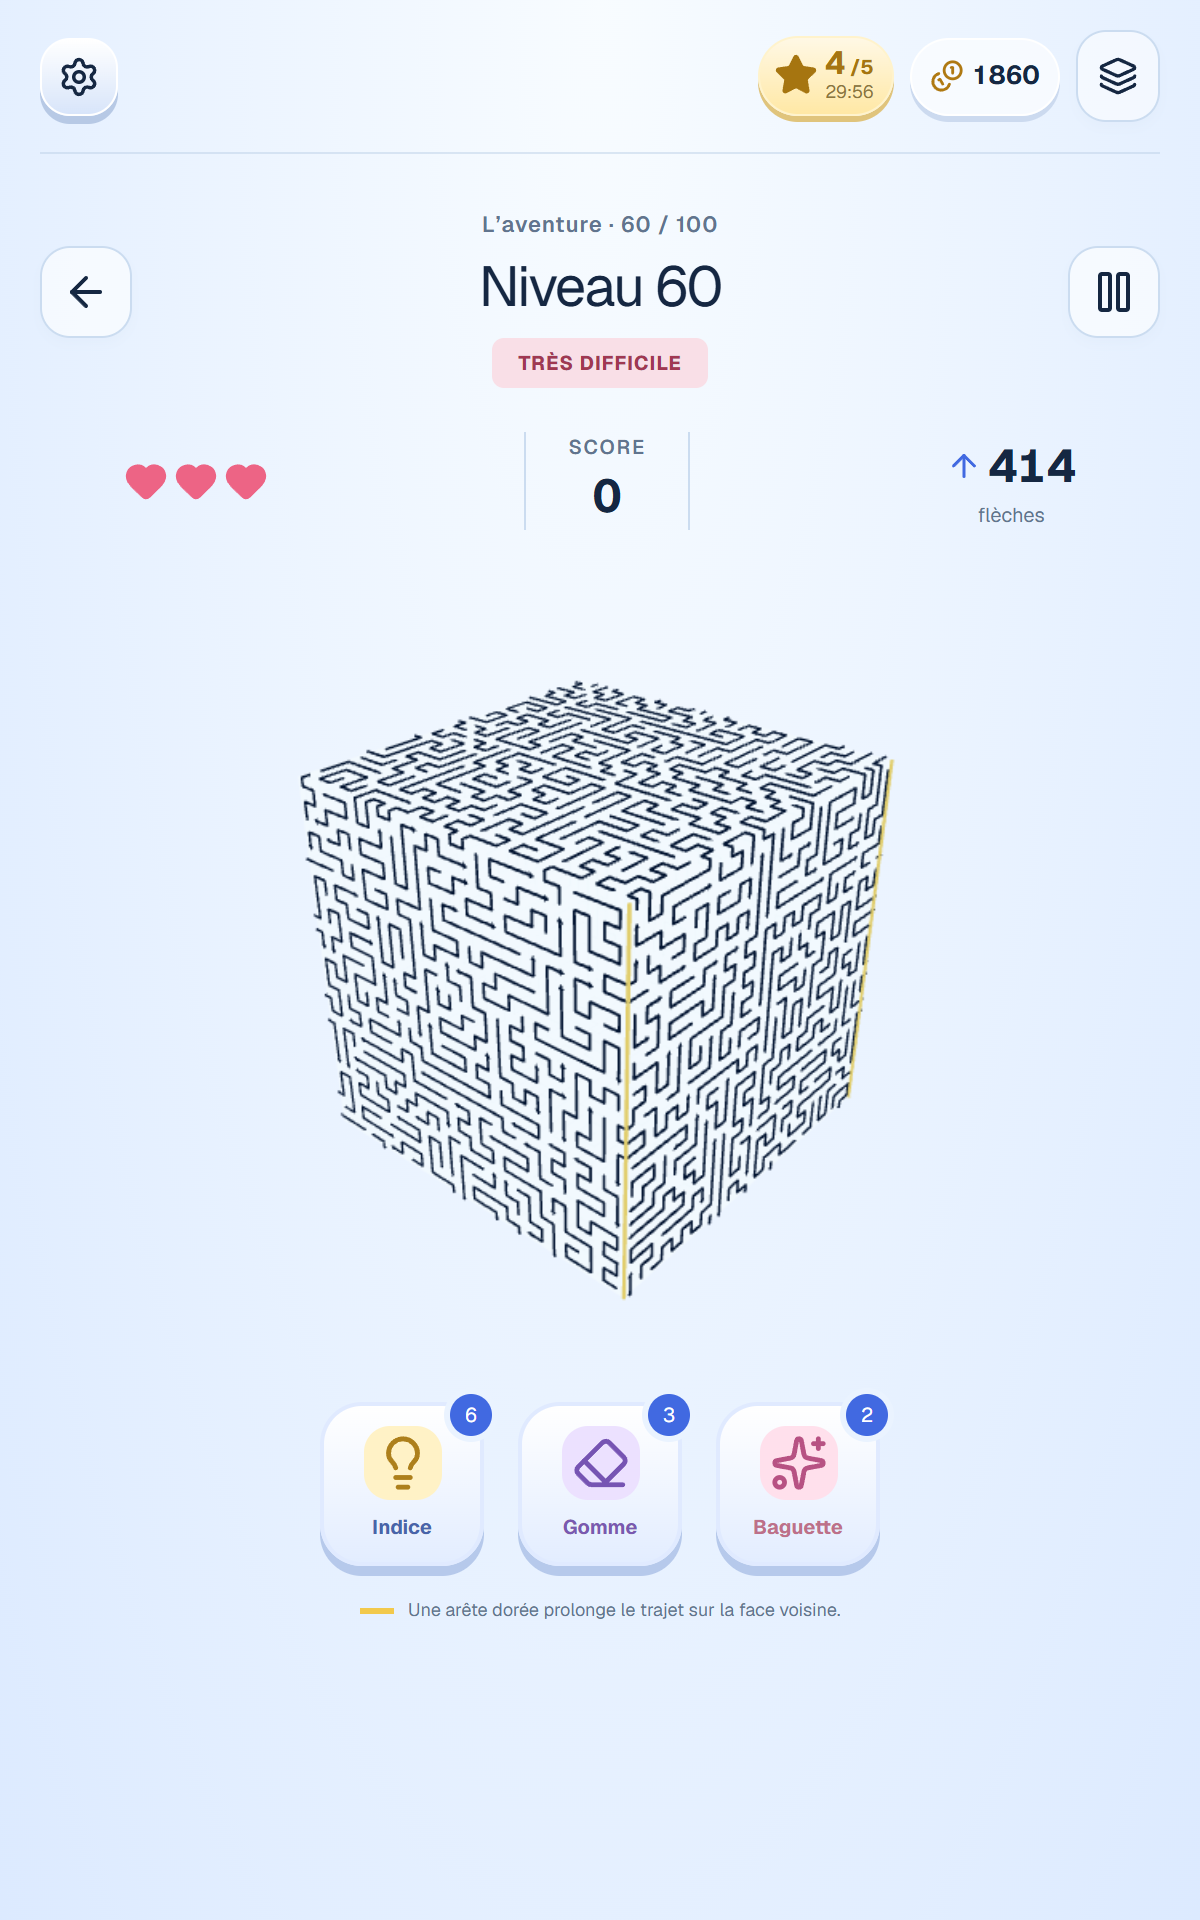 4 /5
29:56
1860
L’aventure · 60 / 100
Niveau 60
TRÈS DIFFICILE
SCORE
0
414
flèches
6
3
2
Indice
Gomme
Baguette
Une arête dorée prolonge le trajet sur la face voisine.